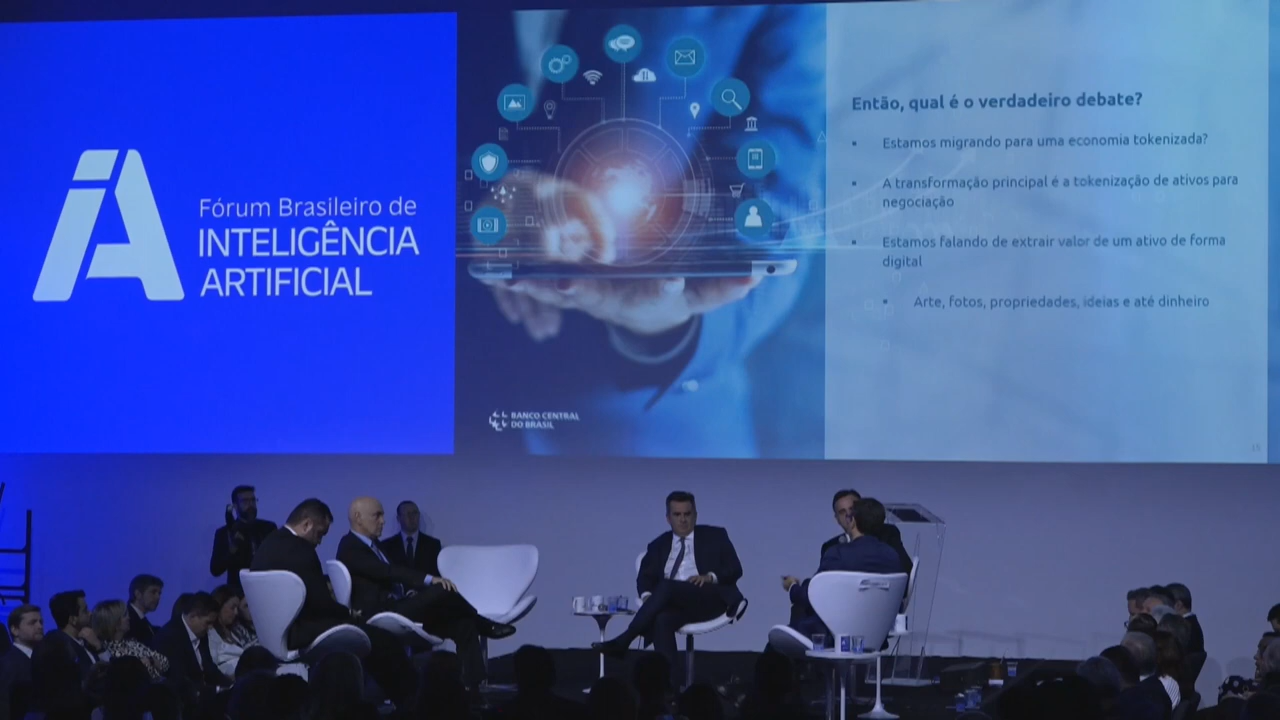 Fórum Brasileiro de
INTELIGÊNCIA
ARTIFICIAL
BANCO CENTRAL
DO BRASIL
Então, qual é o verdadeiro debate?
Estamos migrando para uma economia tokenizada?
A transformação principal é a tokenização de ativos para
negociação
Estamos falando de extrair valor de um ativo de forma
digital
Arte, fotos, propriedades, ideias e até dinheiro